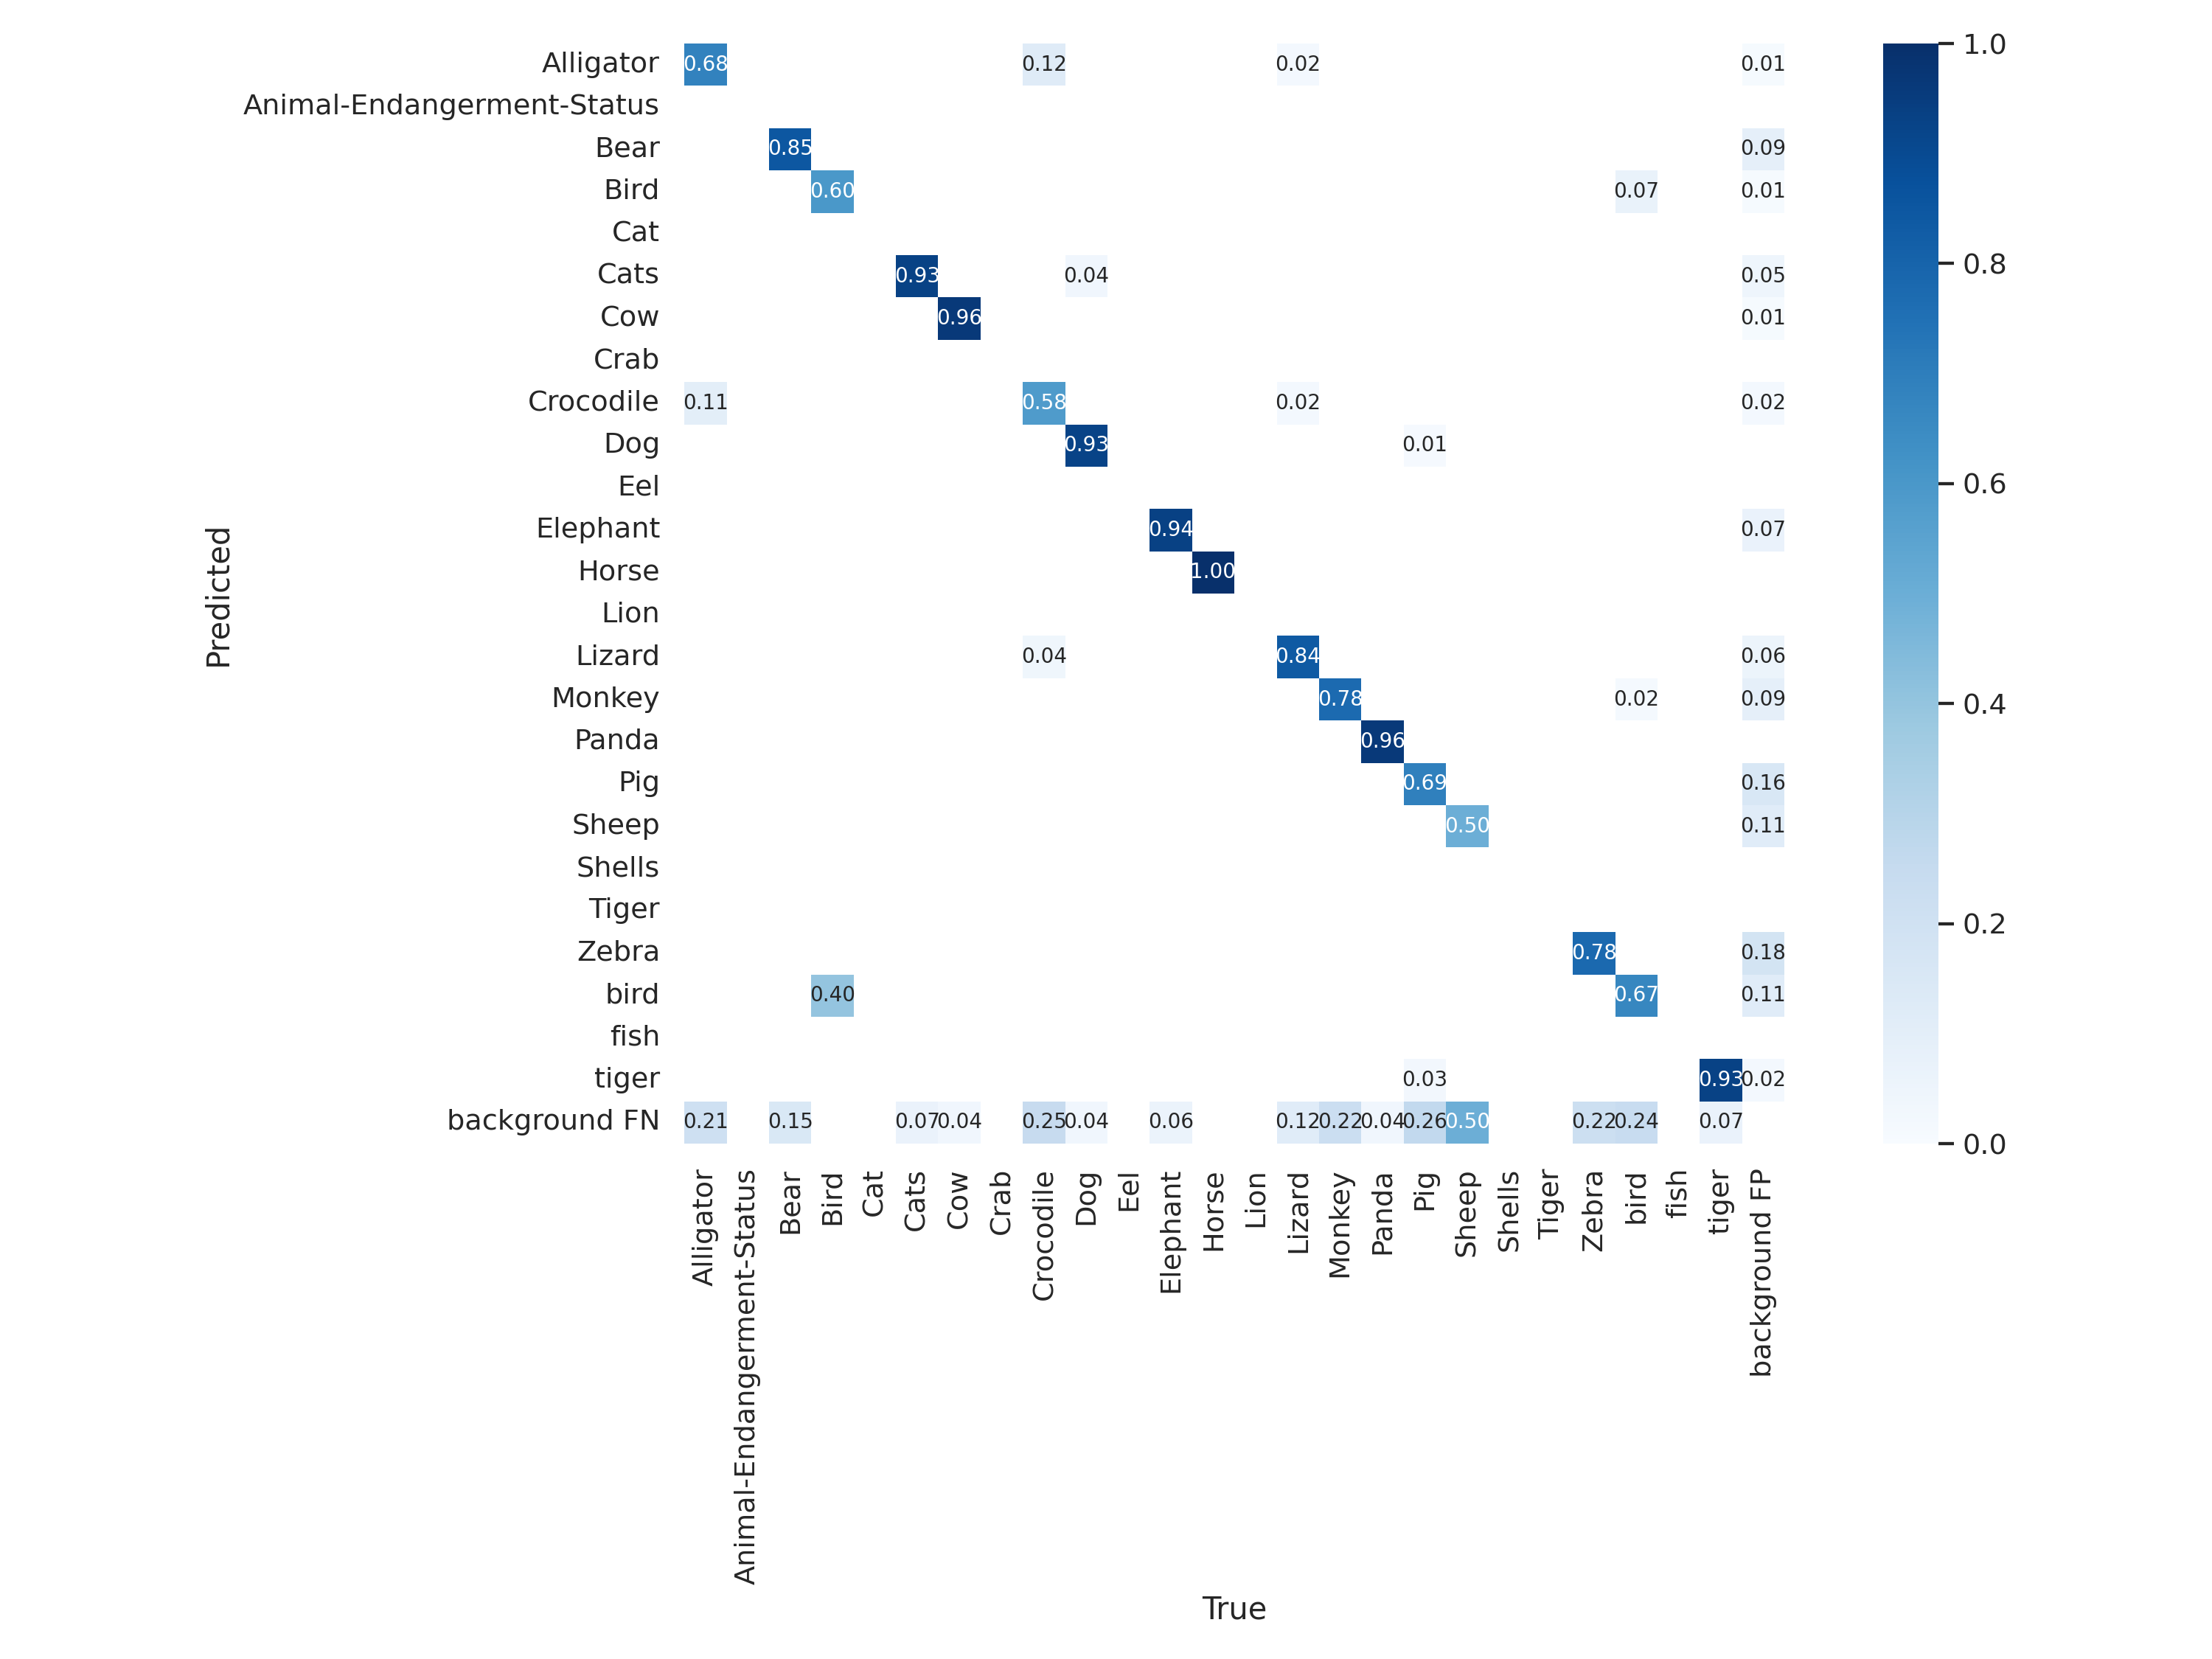 Alligator 0.68 0.12 0.02 0.01 1.0
Animal-Endangerment-Status
Bear 0.85 0.09
Bird 0.60 0.07 0.01
Cat
Cats 0.93 0.04 0.05 0.8
Cow 0.96 0.01
Crab
Crocodile 0.11 0.58 0.02 0.02
Dog 0.93 0.01
Eel 0.6
Elephant 0.94 0.07
Horse 1.00
Predicted
Lion
Lizard 0.04 0.84 0.06
Monkey 0.78 0.02 0.09 0.4
Panda 0.96
Pig 0.69 0.16
Sheep 0.50 0.11
Shells
Tiger 0.2
Zebra 0.78 0.18
bird 0.40 0.67 0.11
fish
tiger 0.03 0.93 0.02
background FN 0.21 0.15 0.07 0.04 0.25 0.04 0.06 0.12 0.22 0.04 0.26 0.50 0.22 0.24 0.07 0.0
Alligator
Animal-Endangerment-Status
Bear
Bird
Cat
Cats
Cow
Crab
Crocodile
Dog
Eel
Elephant
Horse
Lion
Lizard
Monkey
Panda
Pig
Sheep
Shells
Tiger
Zebra
bird
fish
tiger
background FP
True